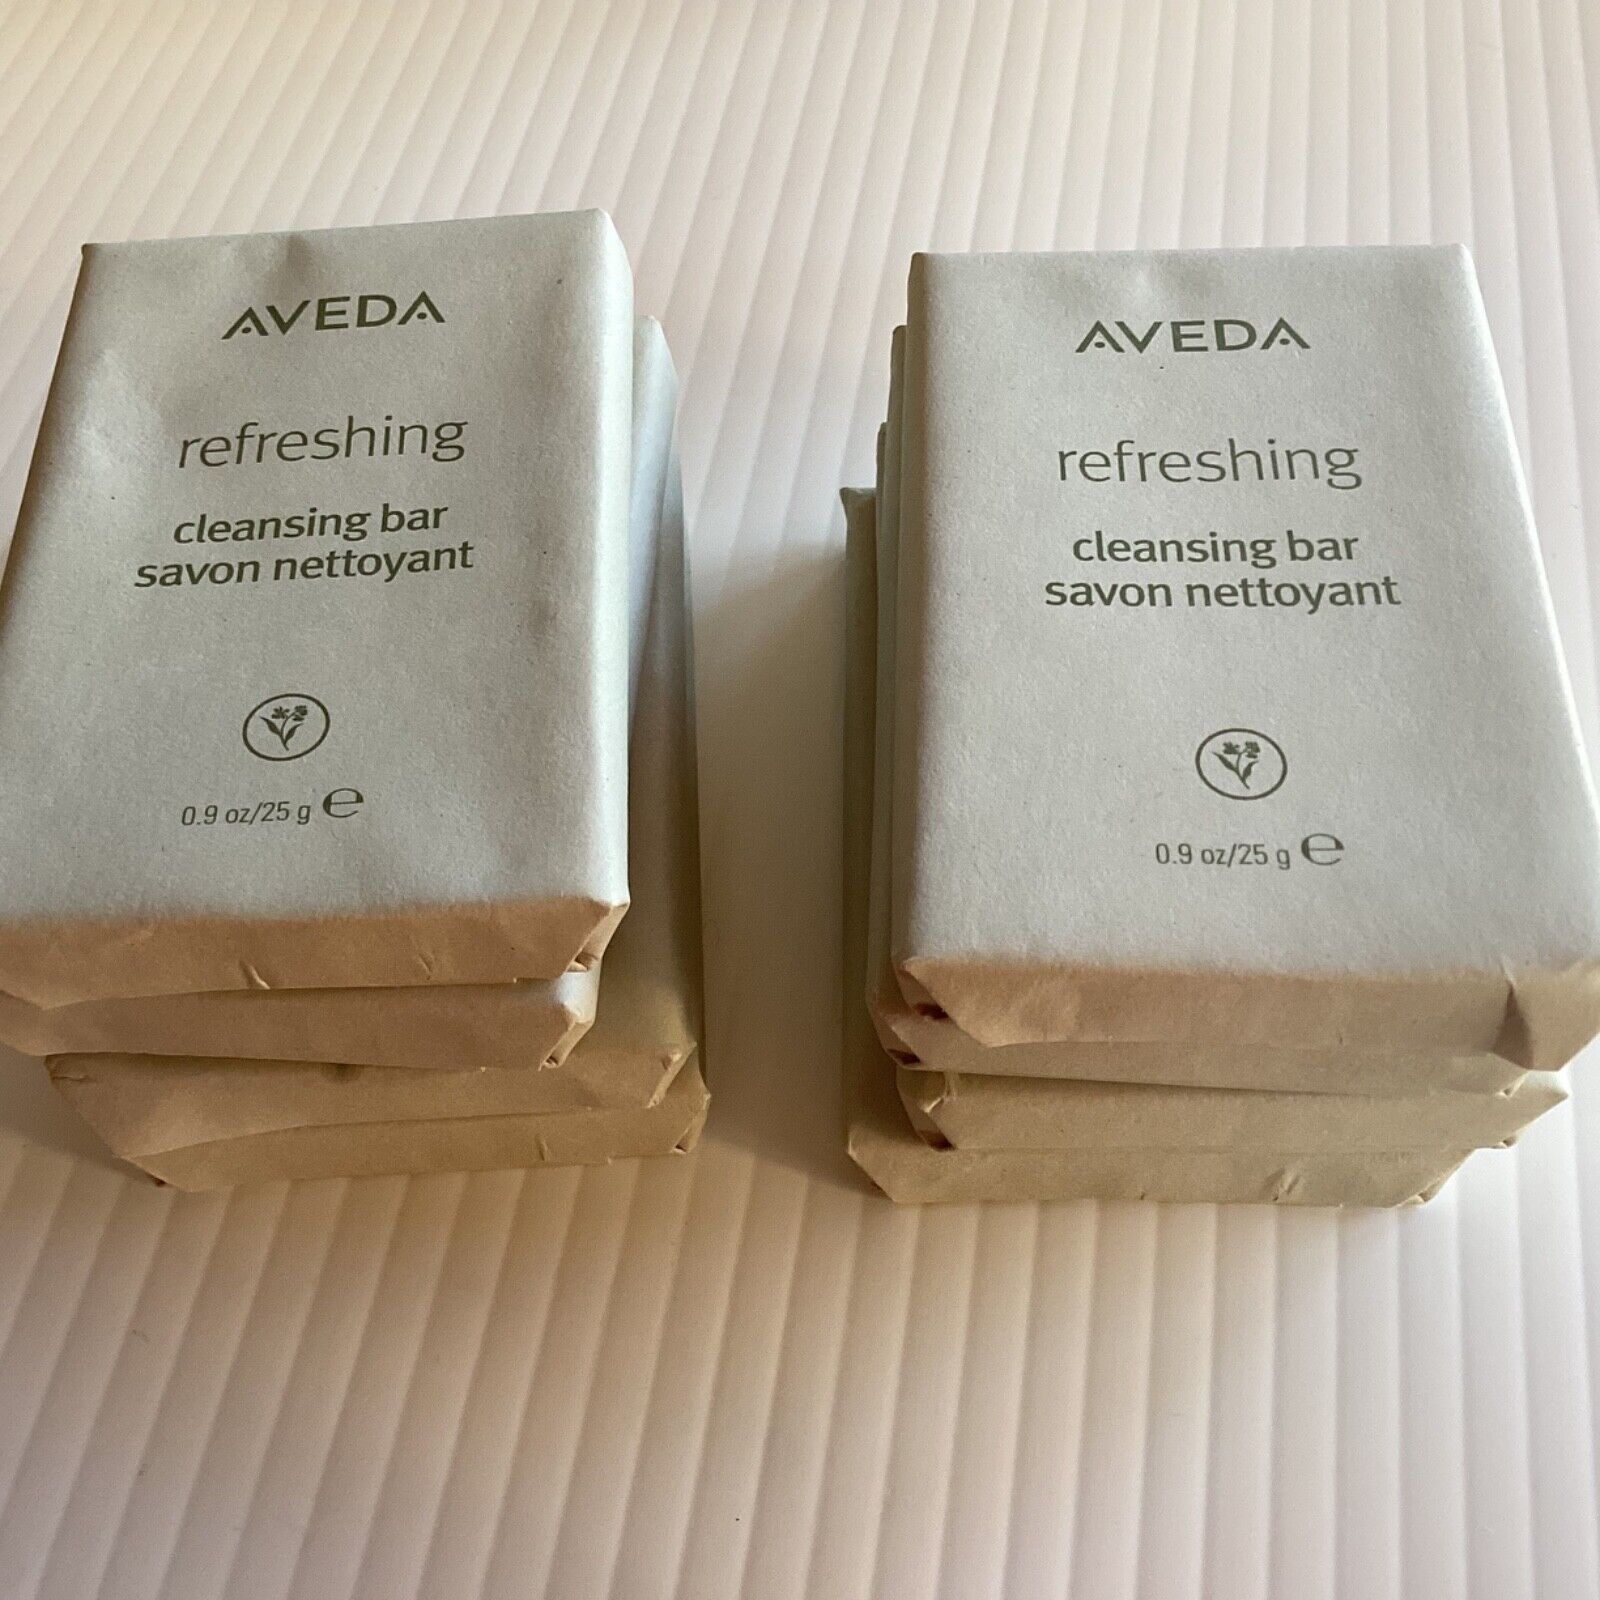 AVEDA
refreshing
cleansing bar
savon nettoyant
0.9 oz/25 g ℮
AVEDA
refreshing
cleansing bar
savon nettoyant
0.9 oz/25 g ℮